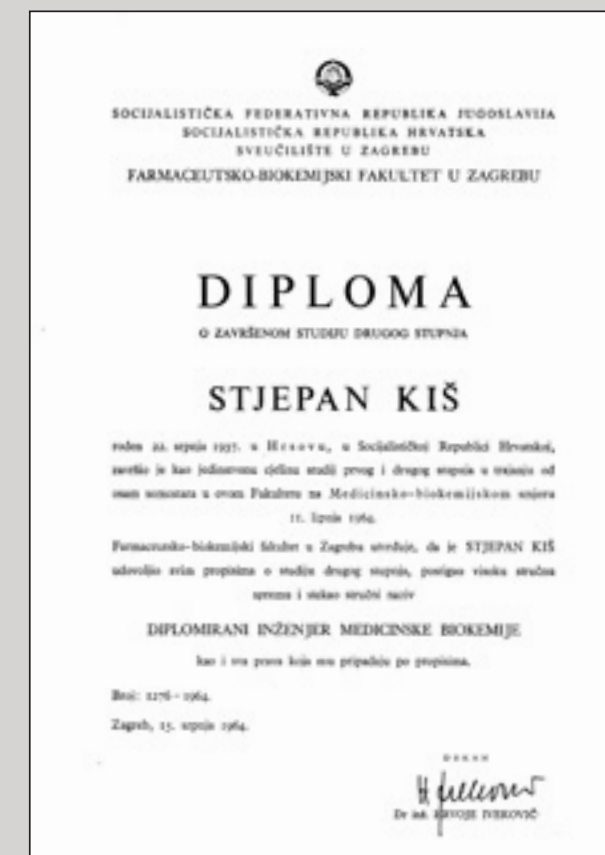 SOCIJALISTIČKA FEDERATIVNA REPUBLIKA JUGOSLAVIJA
SOCIJALISTIČKA REPUBLIKA HRVATSKA
SVEUČILIŠTE U ZAGREBU
FARMACEUTSKO-BIOKEMIJSKI FAKULTET U ZAGREBU
DIPLOMA
O ZAVRŠENOM STUDIJU DRUGOG STUPNJA
STJEPAN KIŠ
rođen 22. srpnja 1937. u, u Socijalističkoj Republici Hrvatskoj,
završio je kao jedinstvenu cjelinu studij prvog i drugog stupnja u trajanju od
osam semestara u ovom Fakultetu na Medicinsko-biokemijskom smjeru
11. lipnja 1964.
Farmaceutsko-biokemijski fakultet u Zagrebu utvrđuje, da je STJEPAN KIŠ
udovoljio svim propisima o studiju drugog stupnja, postigao visoku stručnu
spremu i stekao stručni naziv
DIPLOMIRANI INŽENJER MEDICINSKE BIOKEMIJE
kao i sva prava koja mu pripadaju po propisima.
Broj: 1276-1964.
Zagreb, 15. srpnja 1964.
DEKAN
Dr inž. HRVOJE IVEKOVIĆ